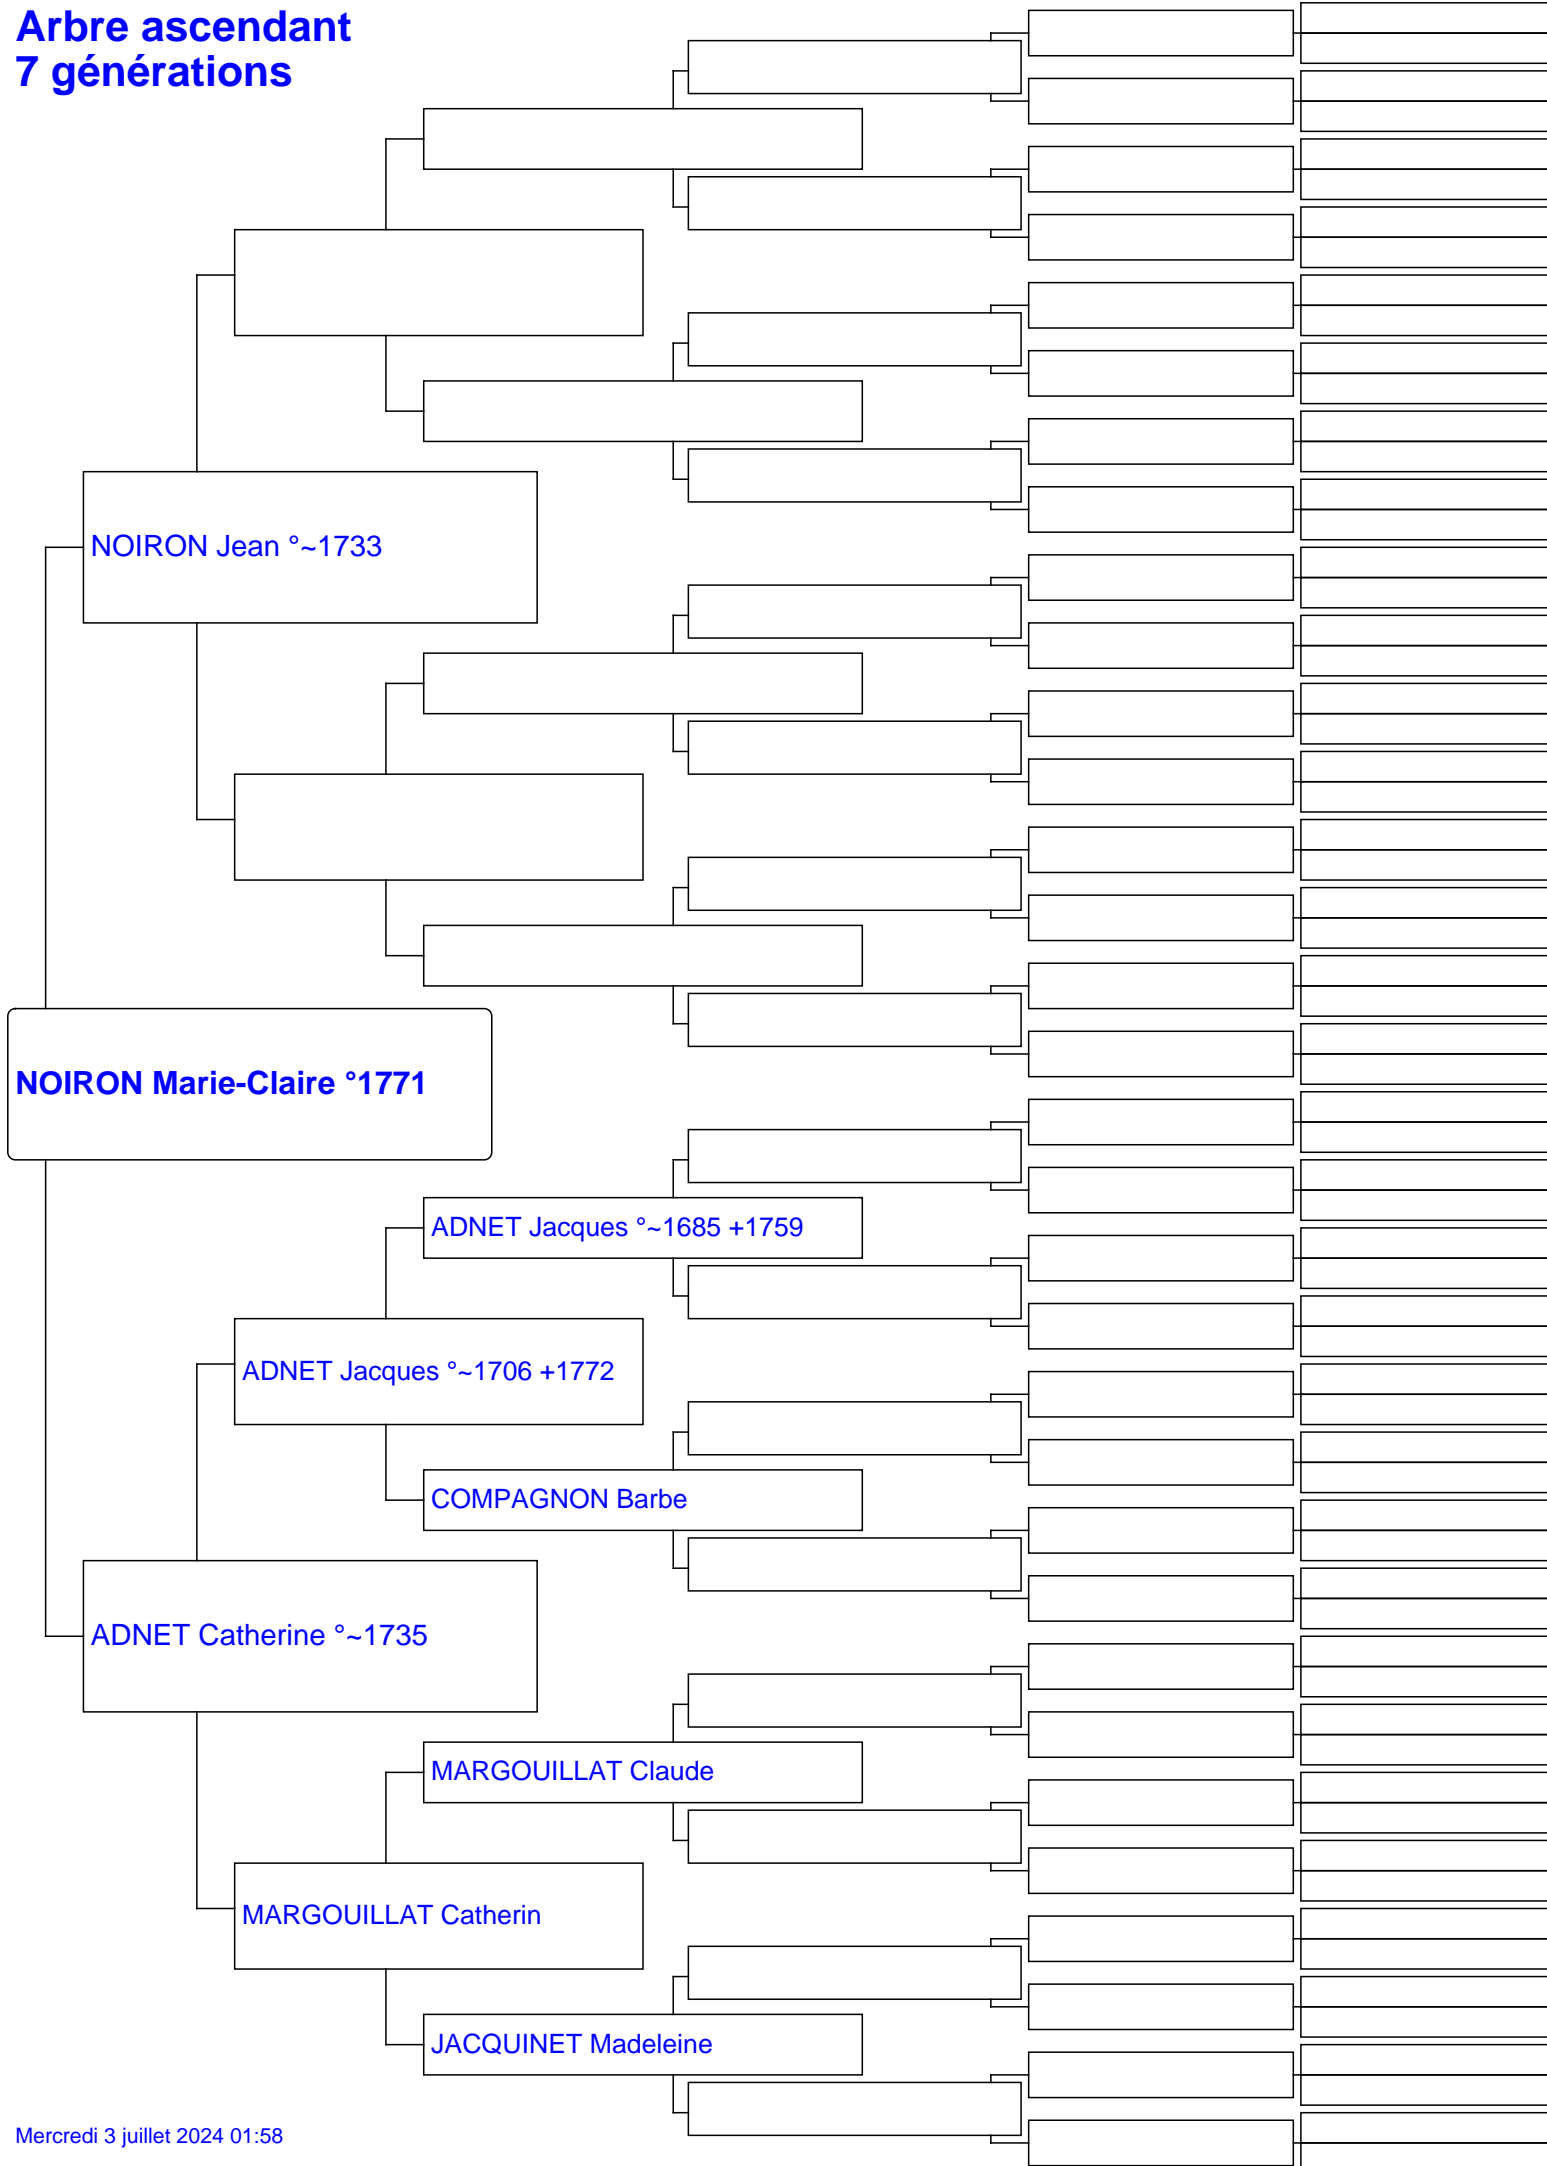 Arbre ascendant
7 générations
NOIRON Jean °~1733
NOIRON Marie-Claire °1771
ADNET Jacques °~1685 +1759
ADNET Jacques °~1706 +1772
COMPAGNON Barbe
ADNET Catherine °~1735
MARGOUILLAT Claude
MARGOUILLAT Catherin
JACQUINET Madeleine
Mercredi 3 juillet 2024 01:58